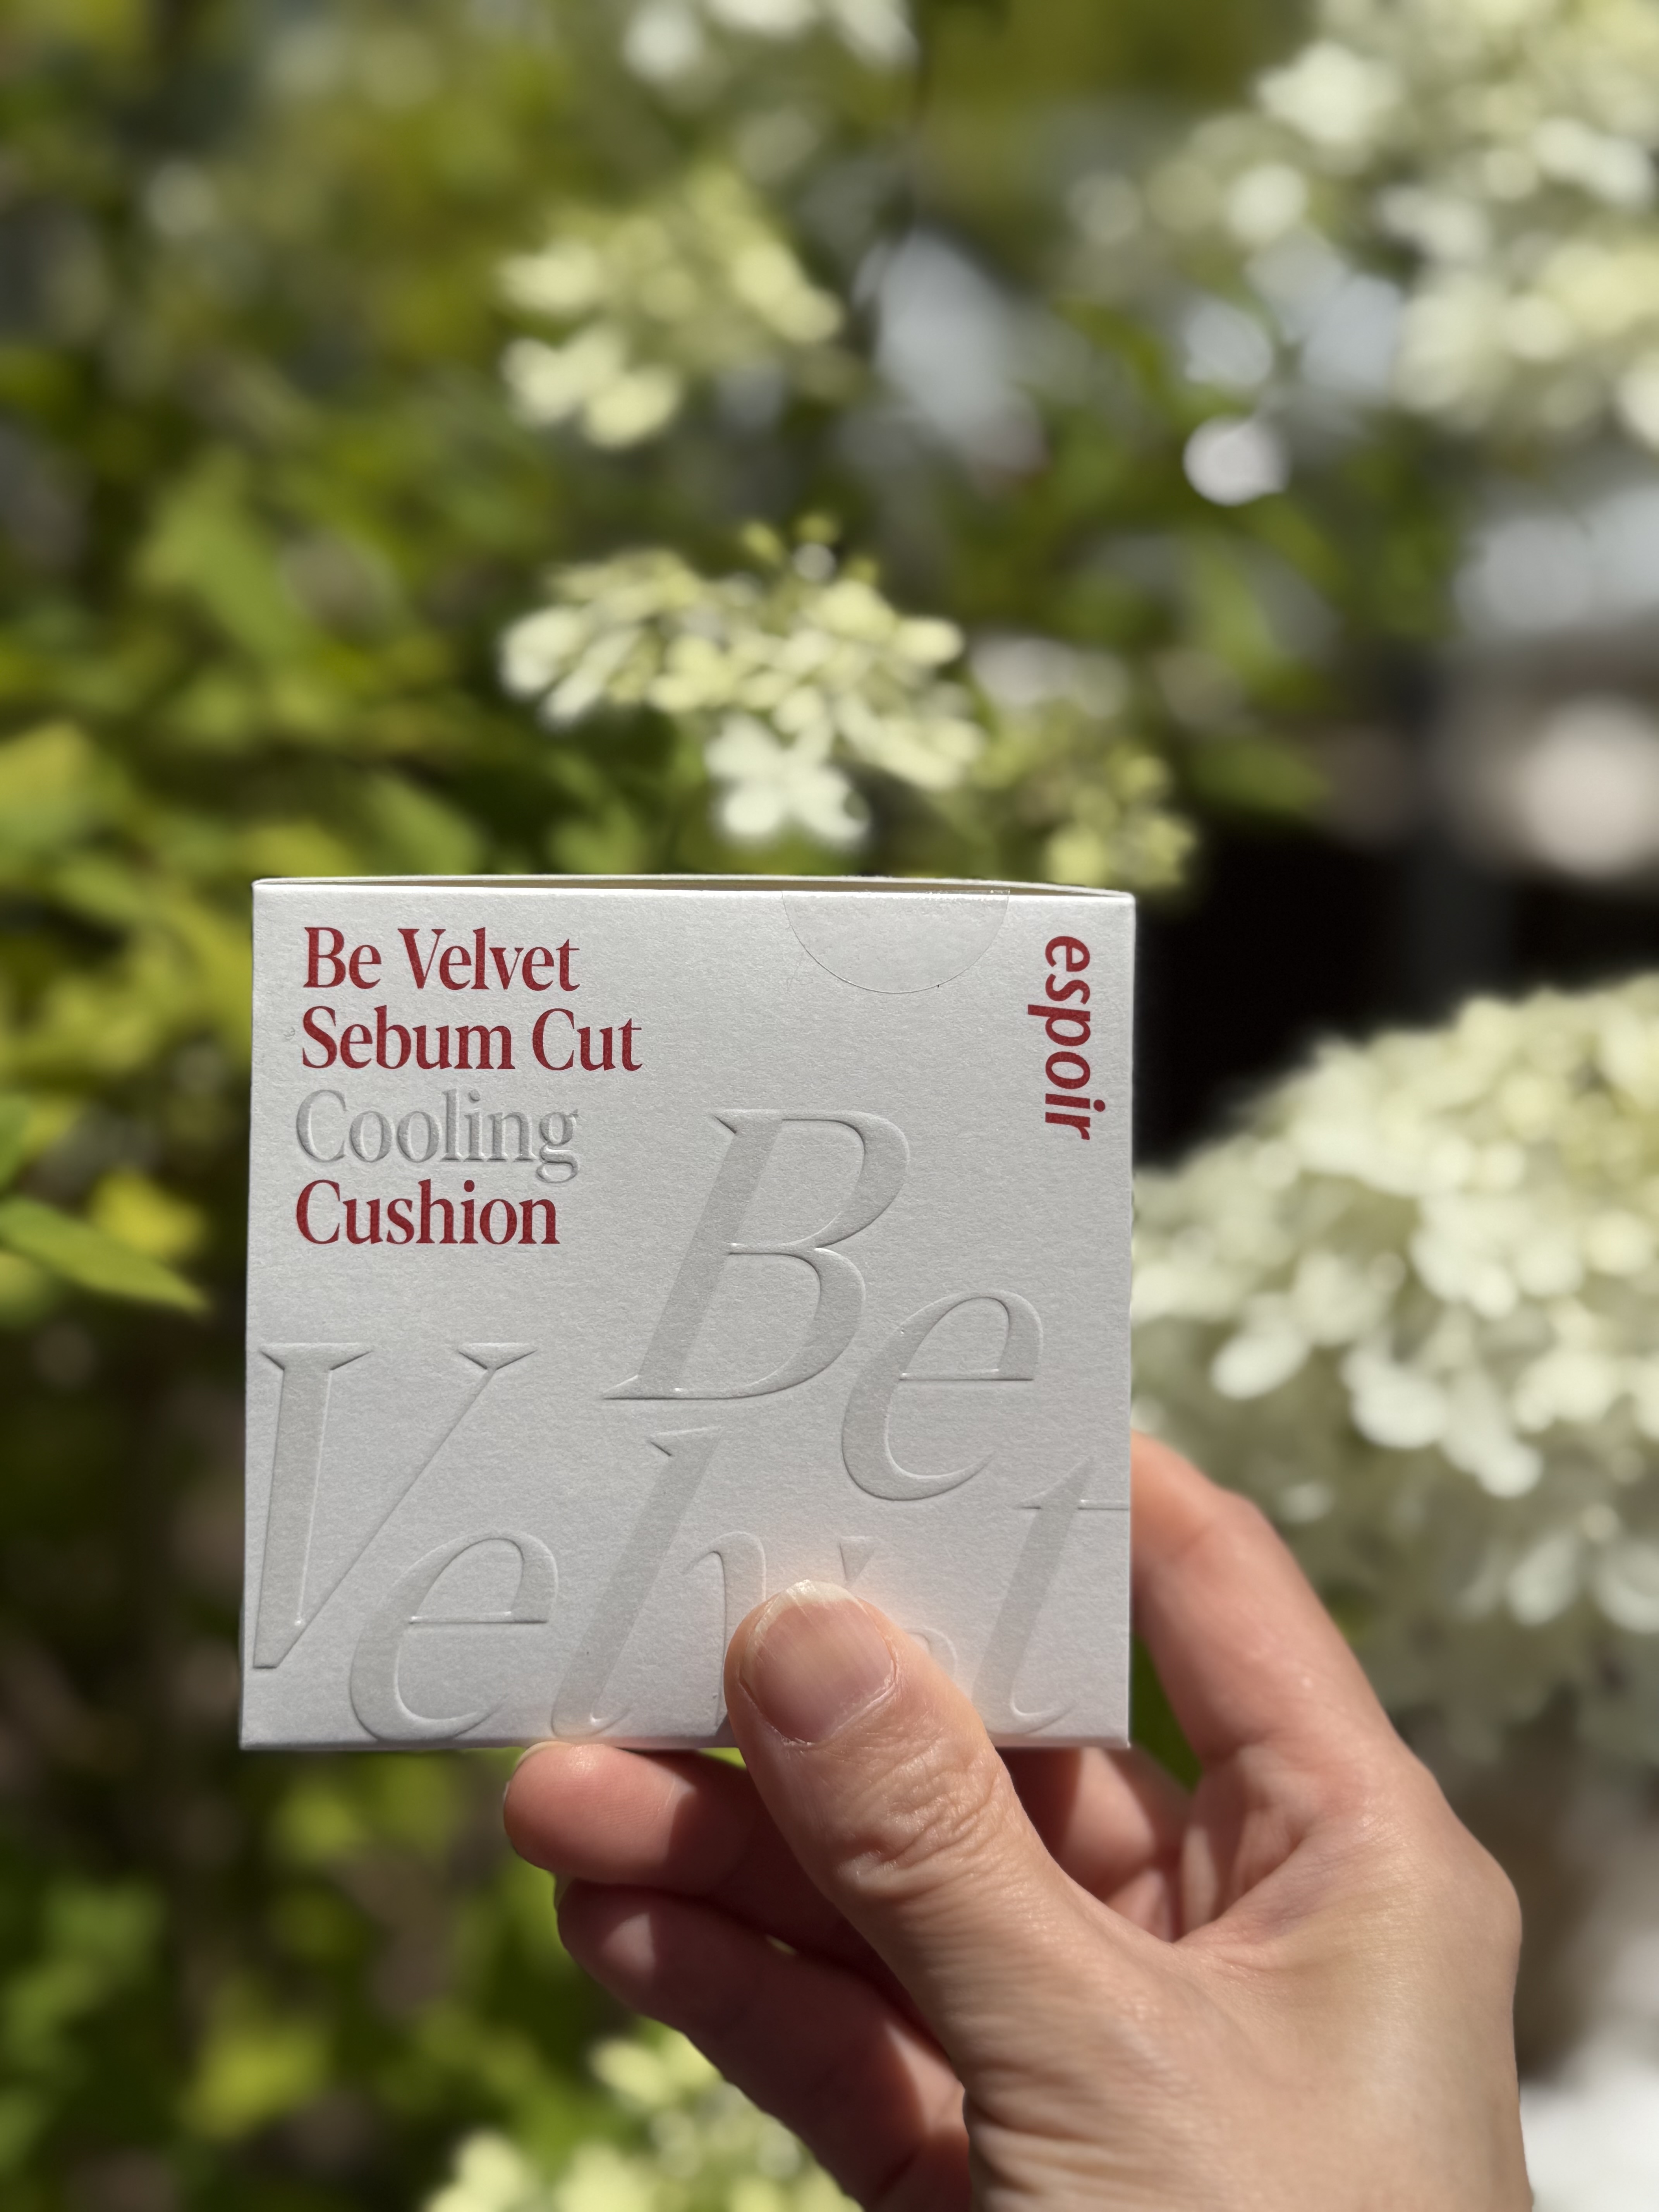 Be Velvet
Sebum Cut
Cooling
Cushion
espoir
Be
Velvet